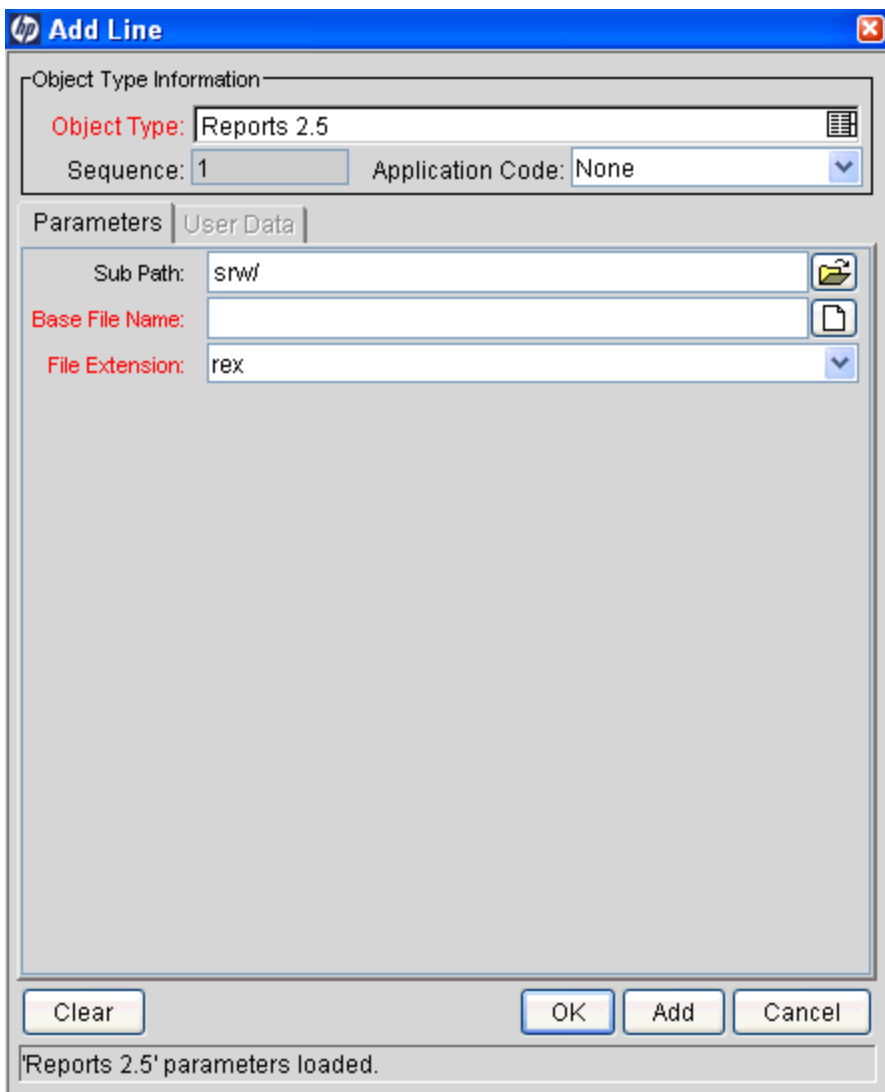 hp Add Line
Object Type Information
Object Type: Reports 2.5
Sequence: 1 Application Code: None
Parameters User Data
Sub Path: srw/
Base File Name:
File Extension: rex
Clear OK Add Cancel
'Reports 2.5' parameters loaded.